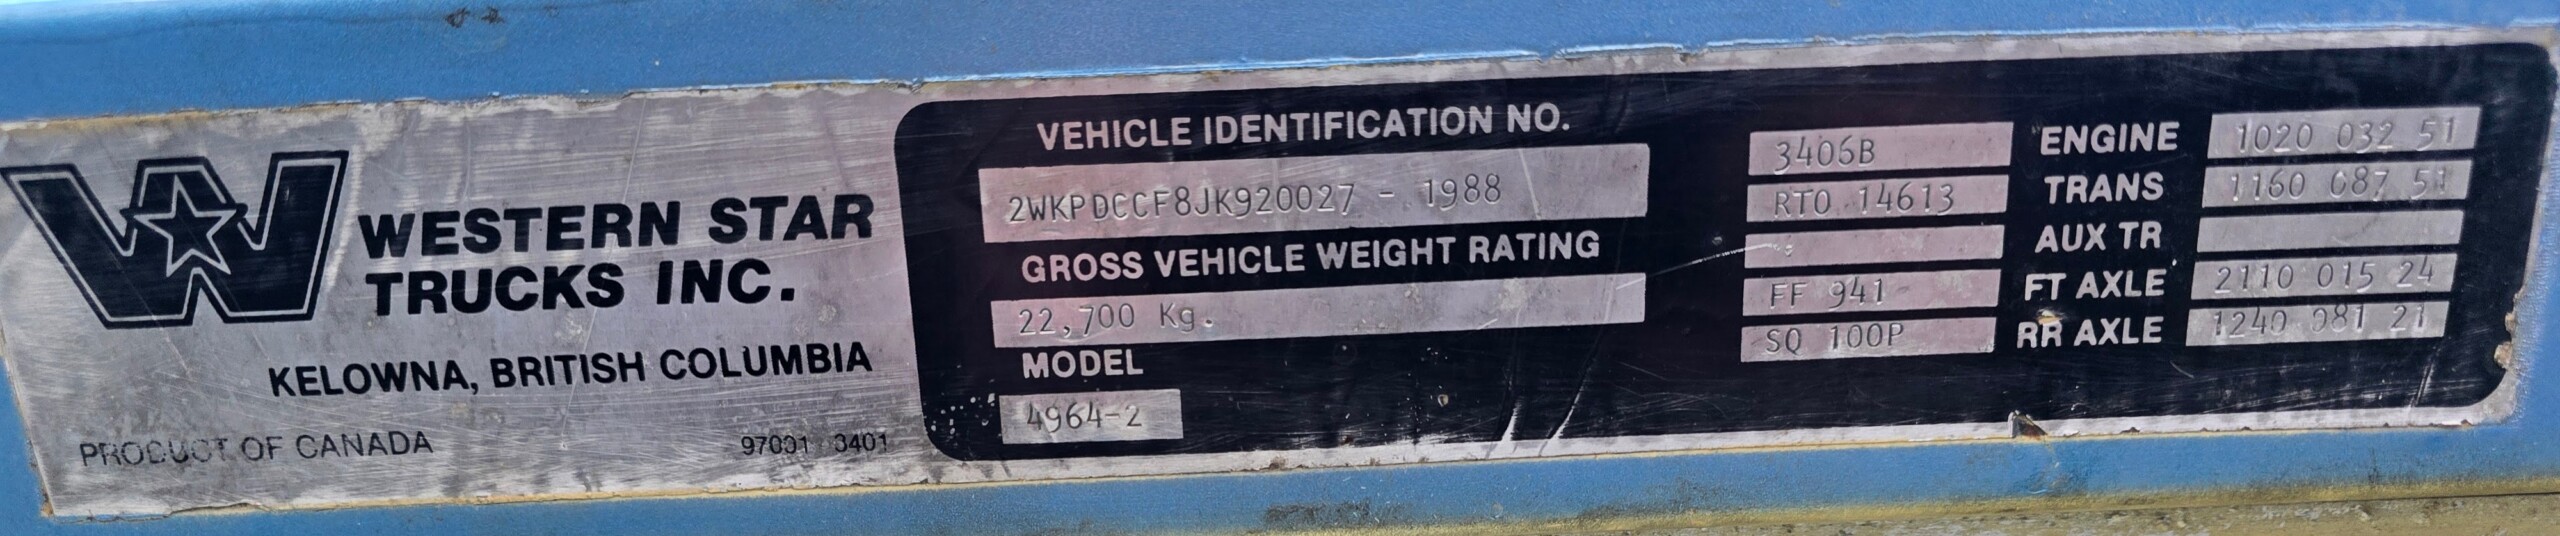 WESTERN STAR
TRUCKS INC.
KELOWNA, BRITISH COLUMBIA
PRODUCT OF CANADA
97091 3401
VEHICLE IDENTIFICATION NO.
2WKPDCCF8JK920027 - 1988
GROSS VEHICLE WEIGHT RATING
22,700 Kg.
MODEL
4964-2
3406B ENGINE 1020 032 51
RTO 14613 TRANS 1160 087 51
AUX TR
FF 941 FT AXLE 2110 015 24
SQ 100P RR AXLE 1240 081 21